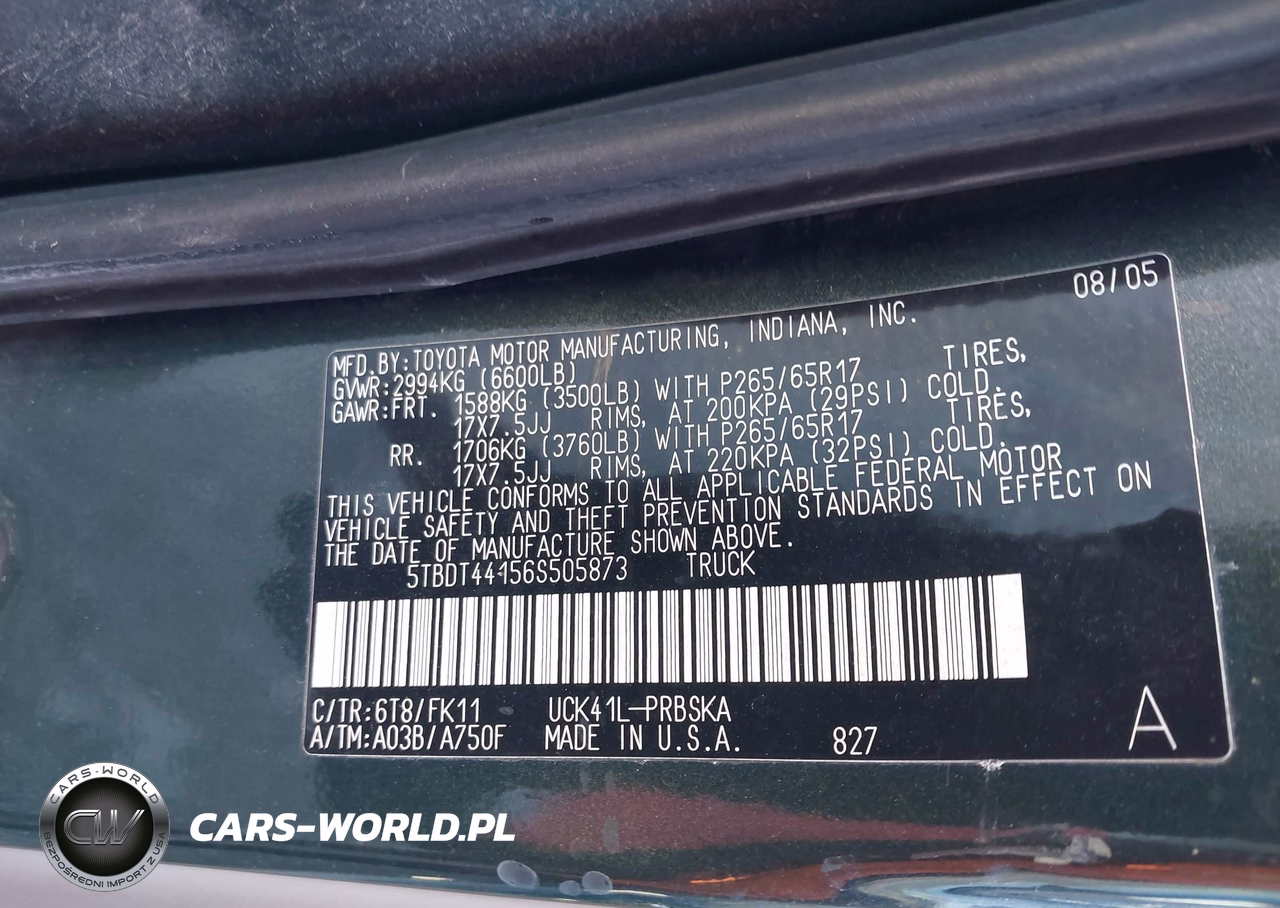 08/05
MFD.BY:TOYOTA MOTOR MANUFACTURING, INDIANA, INC.
GVWR:2994KG (6600LB)
GAWR:FRT. 1588KG (3500LB) WITH P265/65R17 TIRES,
17X7.5JJ RIMS, AT 200KPA (29PSI) COLD.
RR. 1706KG (3760LB) WITH P265/65R17 TIRES,
17X7.5JJ RIMS, AT 220KPA (32PSI) COLD.
THIS VEHICLE CONFORMS TO ALL APPLICABLE FEDERAL MOTOR
VEHICLE SAFETY AND THEFT PREVENTION STANDARDS IN EFFECT ON
THE DATE OF MANUFACTURE SHOWN ABOVE.
5TBDT44156S505873 TRUCK
C/TR:6T8/FK11 UCK41L-PRBSKA
A/TM:A03B/A750F MADE IN U.S.A. 827 A
CARS-WORLD
CW
BEZPOŚREDNI IMPORT Z USA
CARS-WORLD.PL